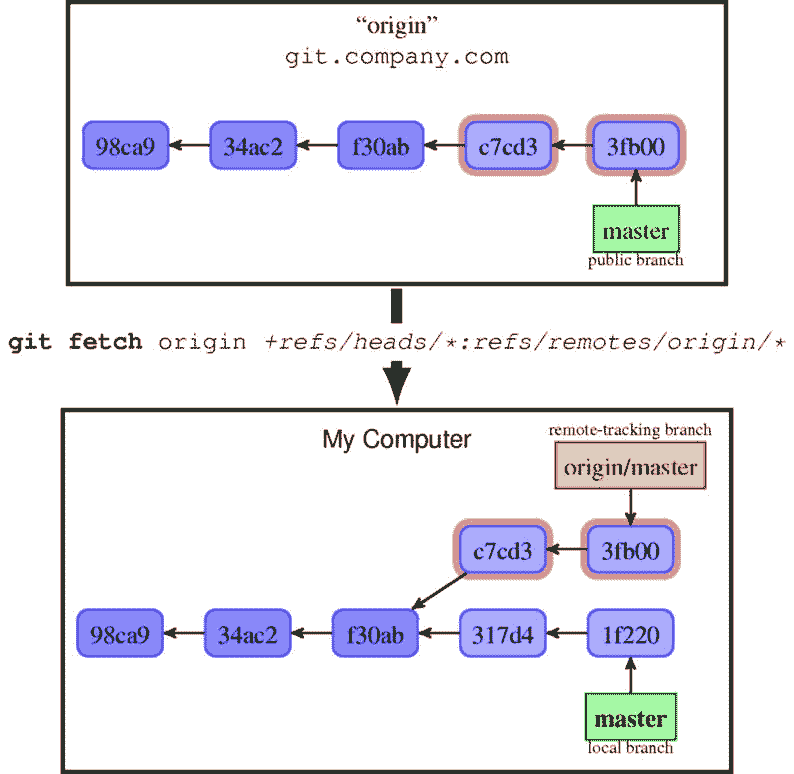 “origin”
git.company.com
98ca9 34ac2 f30ab c7cd3 3fb00
master
public branch
git fetch origin +refs/heads/*:refs/remotes/origin/*
My Computer
remote-tracking branch
origin/master
c7cd3 3fb00
98ca9 34ac2 f30ab 317d4 1f220
master
local branch